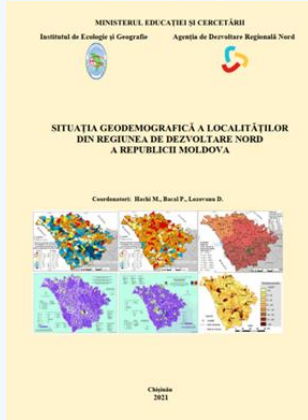 MINISTERUL EDUCAȚIEI ȘI CERCETĂRII
Institutul de Ecologie și Geografie
Agenția de Dezvoltare Regională Nord
SITUAȚIA GEODEMOGRAFICĂ A LOCALITĂȚILOR
DIN REGIUNEA DE DEZVOLTARE NORD
A REPUBLICII MOLDOVA
Coordonatori: Hachi M., Bacal P., Lozovanu D.
Chișinău
2021